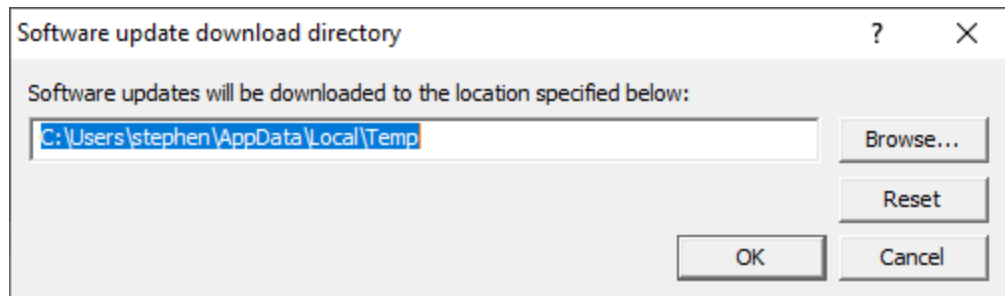 Software update download directory ? X
Software updates will be downloaded to the location specified below:
C:\Users\stephen\AppData\Local\Temp Browse...
Reset
OK Cancel